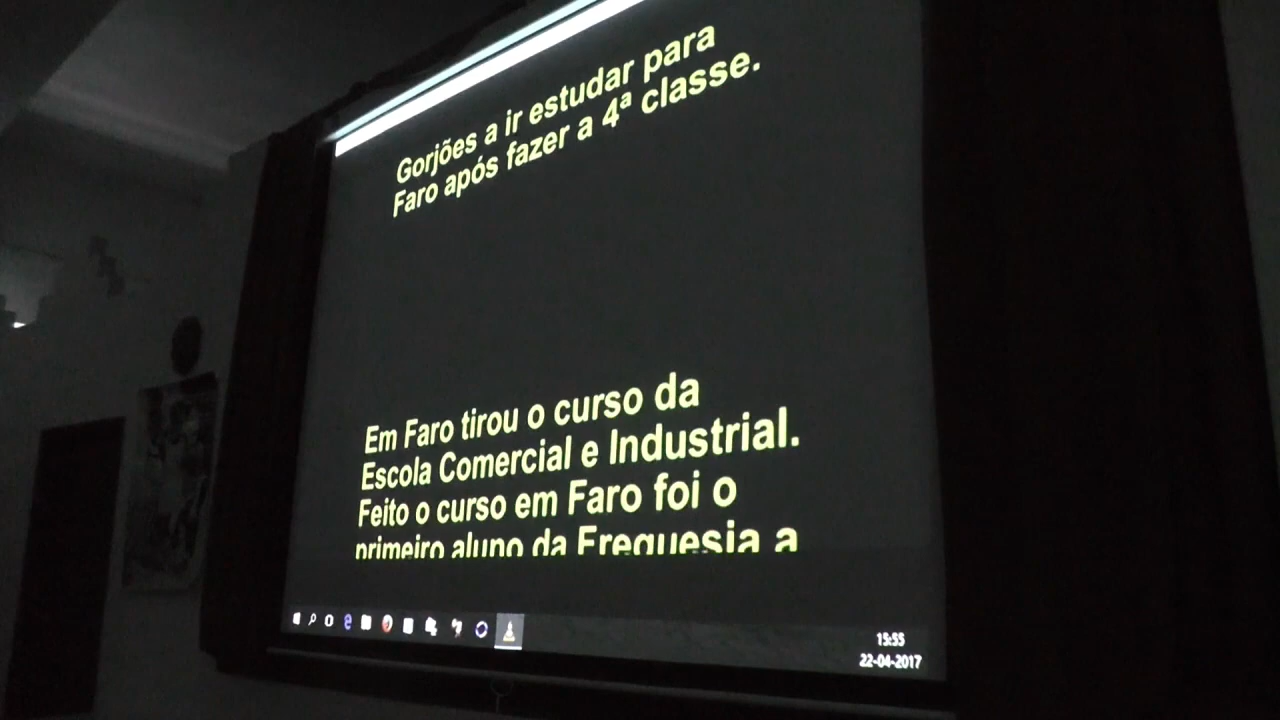 Gorjões a ir estudar para
Faro após fazer a 4ª classe.
Em Faro tirou o curso da
Escola Comercial e Industrial.
Feito o curso em Faro foi o
primeiro aluno da Freguesia a
15:55
22-04-2017